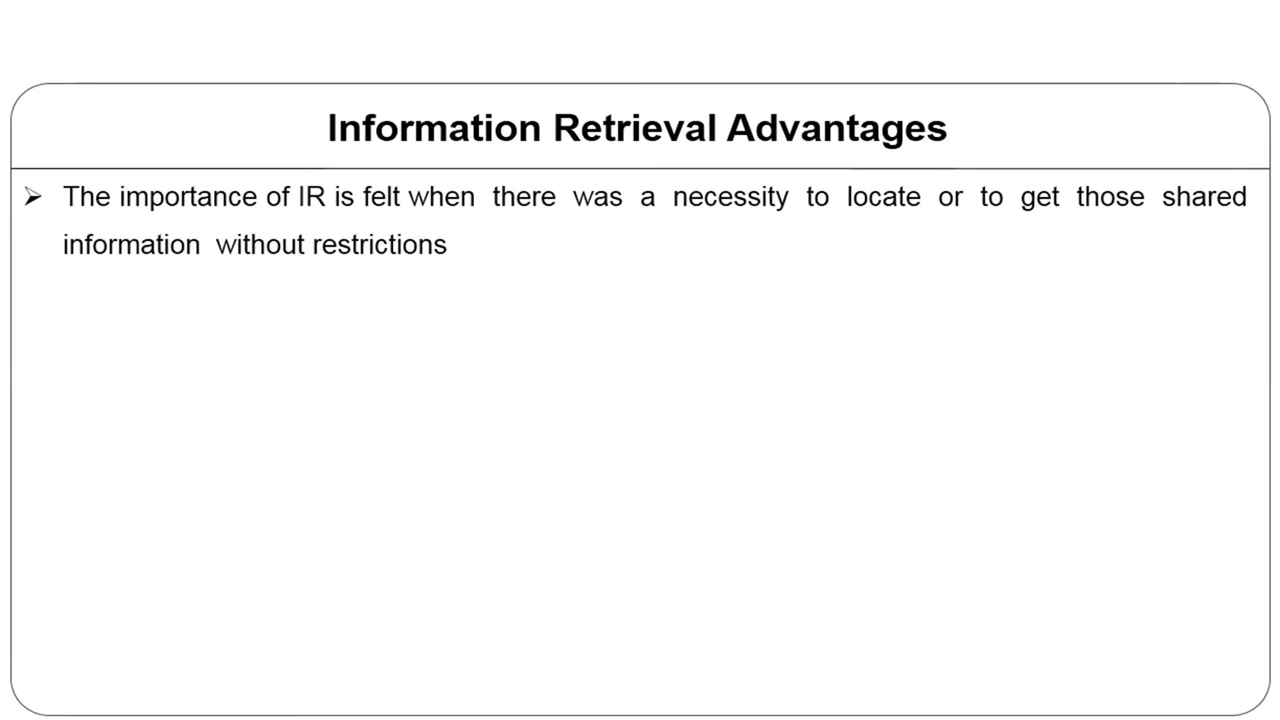 Information Retrieval Advantages
➢ The importance of IR is felt when there was a necessity to locate or to get those shared
information without restrictions